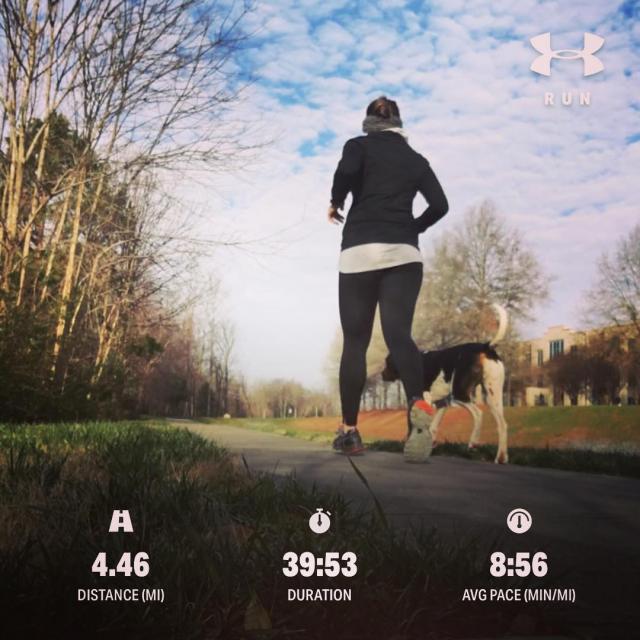 RUN
4.46
39:53
8:56
DISTANCE (MI)
DURATION
AVG PACE (MIN/MI)